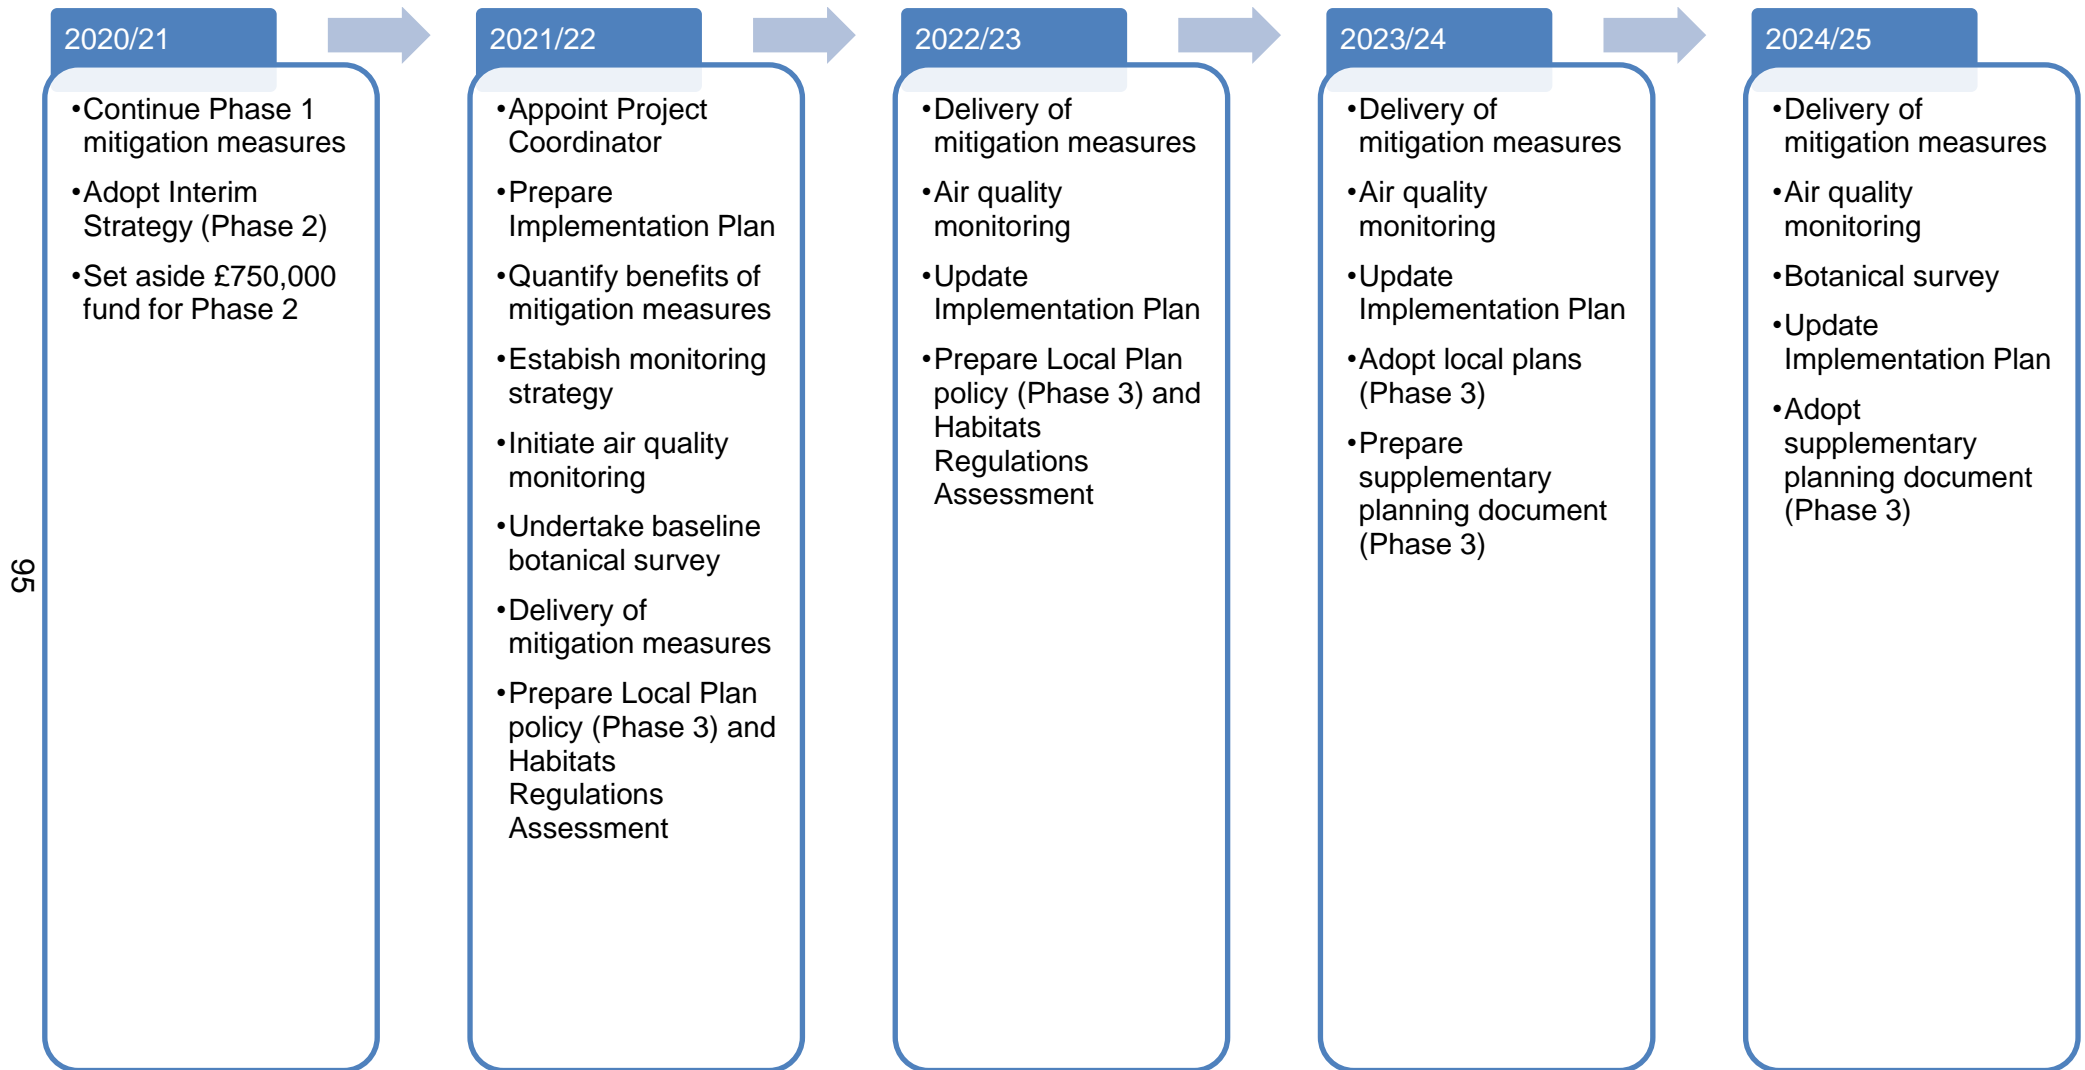 2020/21
•Continue Phase 1
mitigation measures
•Adopt Interim
Strategy (Phase 2)
•Set aside £750,000
fund for Phase 2
2021/22
•Appoint Project
Coordinator
•Prepare
Implementation Plan
•Quantify benefits of
mitigation measures
•Estabish monitoring
strategy
•Initiate air quality
monitoring
•Undertake baseline
botanical survey
•Delivery of
mitigation measures
•Prepare Local Plan
policy (Phase 3) and
Habitats
Regulations
Assessment
2022/23
•Delivery of
mitigation measures
•Air quality
monitoring
•Update
Implementation Plan
•Prepare Local Plan
policy (Phase 3) and
Habitats
Regulations
Assessment
2023/24
•Delivery of
mitigation measures
•Air quality
monitoring
•Update
Implementation Plan
•Adopt local plans
(Phase 3)
•Prepare
supplementary
planning document
(Phase 3)
2024/25
•Delivery of
mitigation measures
•Air quality
monitoring
•Botanical survey
•Update
Implementation Plan
•Adopt
supplementary
planning document
(Phase 3)
95